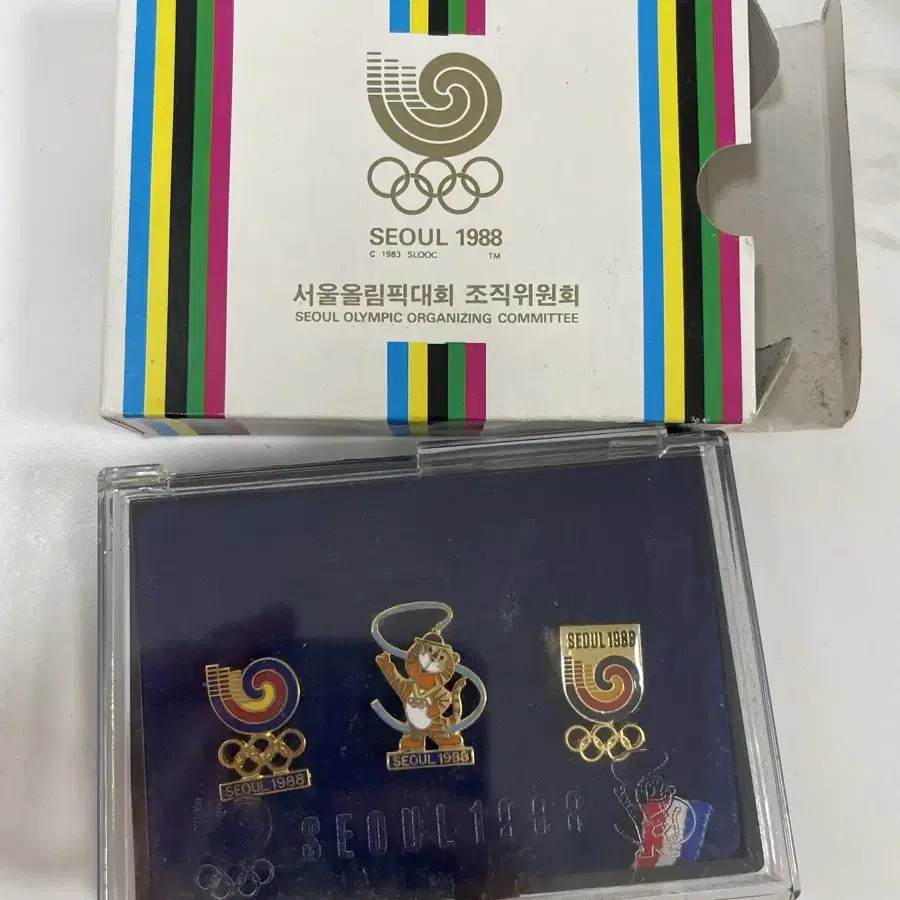 SEOUL 1988
C 1983 SLOOC TM
서울올림픽대회 조직위원회
SEOUL OLYMPIC ORGANIZING COMMITTEE
SEOUL 1988
SEOUL 1988
SEOUL 1988
SEOUL 1988